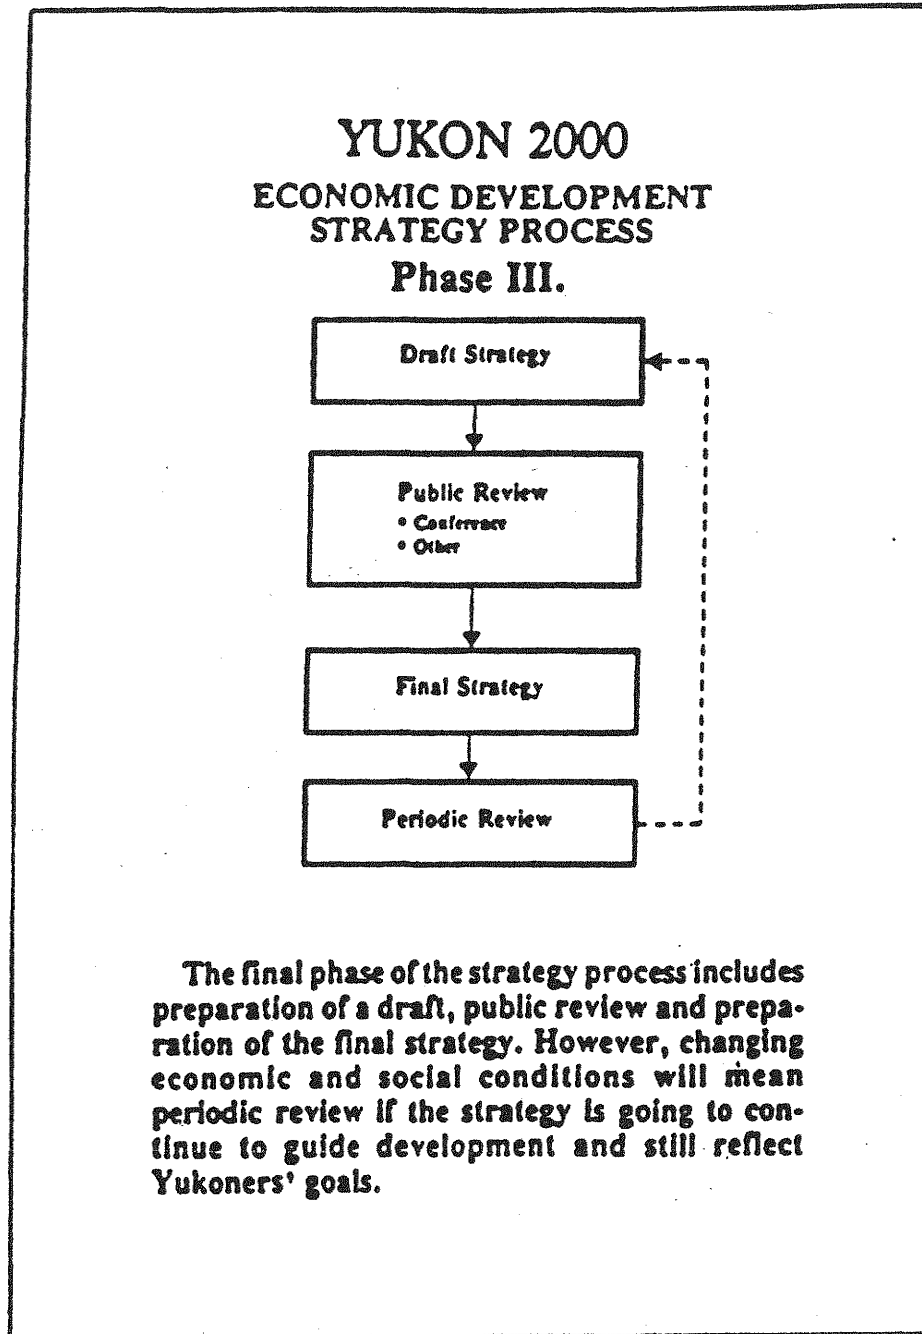 YUKON 2000
ECONOMIC DEVELOPMENT
STRATEGY PROCESS
Phase III.
Draft Strategy
Public Review
• Conference
• Other
Final Strategy
Periodic Review
The final phase of the strategy process includes
preparation of a draft, public review and prepa-
ration of the final strategy. However, changing
economic and social conditions will mean
periodic review if the strategy is going to con-
tinue to guide development and still reflect
Yukoners' goals.